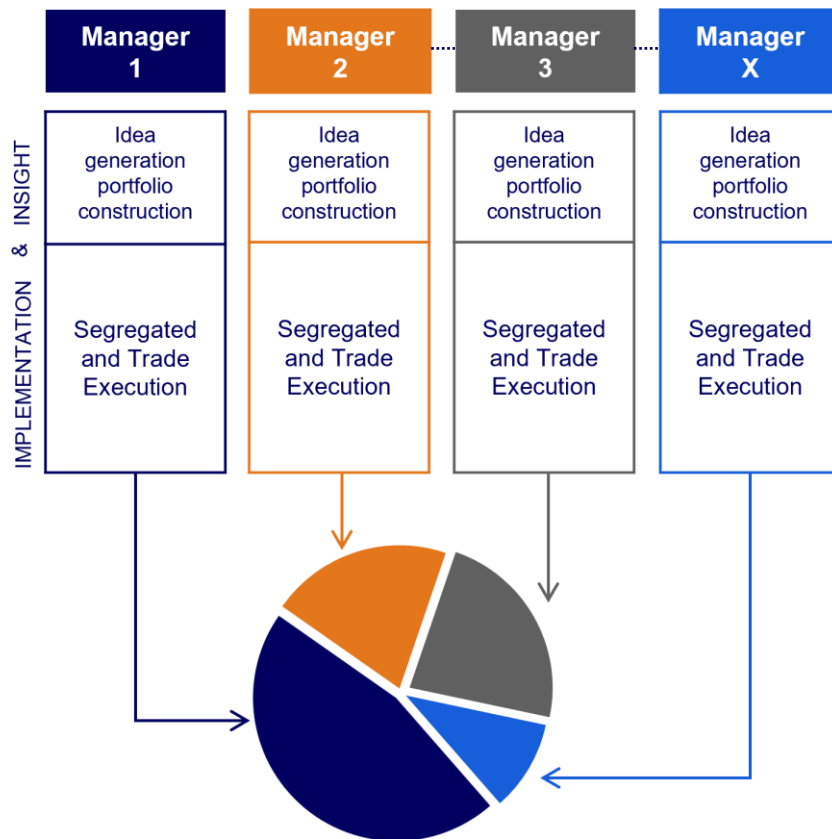 Manager
1
Manager
2
Manager
3
Manager
X
IMPLEMENTATION & INSIGHT
Idea
generation
portfolio
construction
Idea
generation
portfolio
construction
Idea
generation
portfolio
construction
Idea
generation
portfolio
construction
Segregated
and Trade
Execution
Segregated
and Trade
Execution
Segregated
and Trade
Execution
Segregated
and Trade
Execution